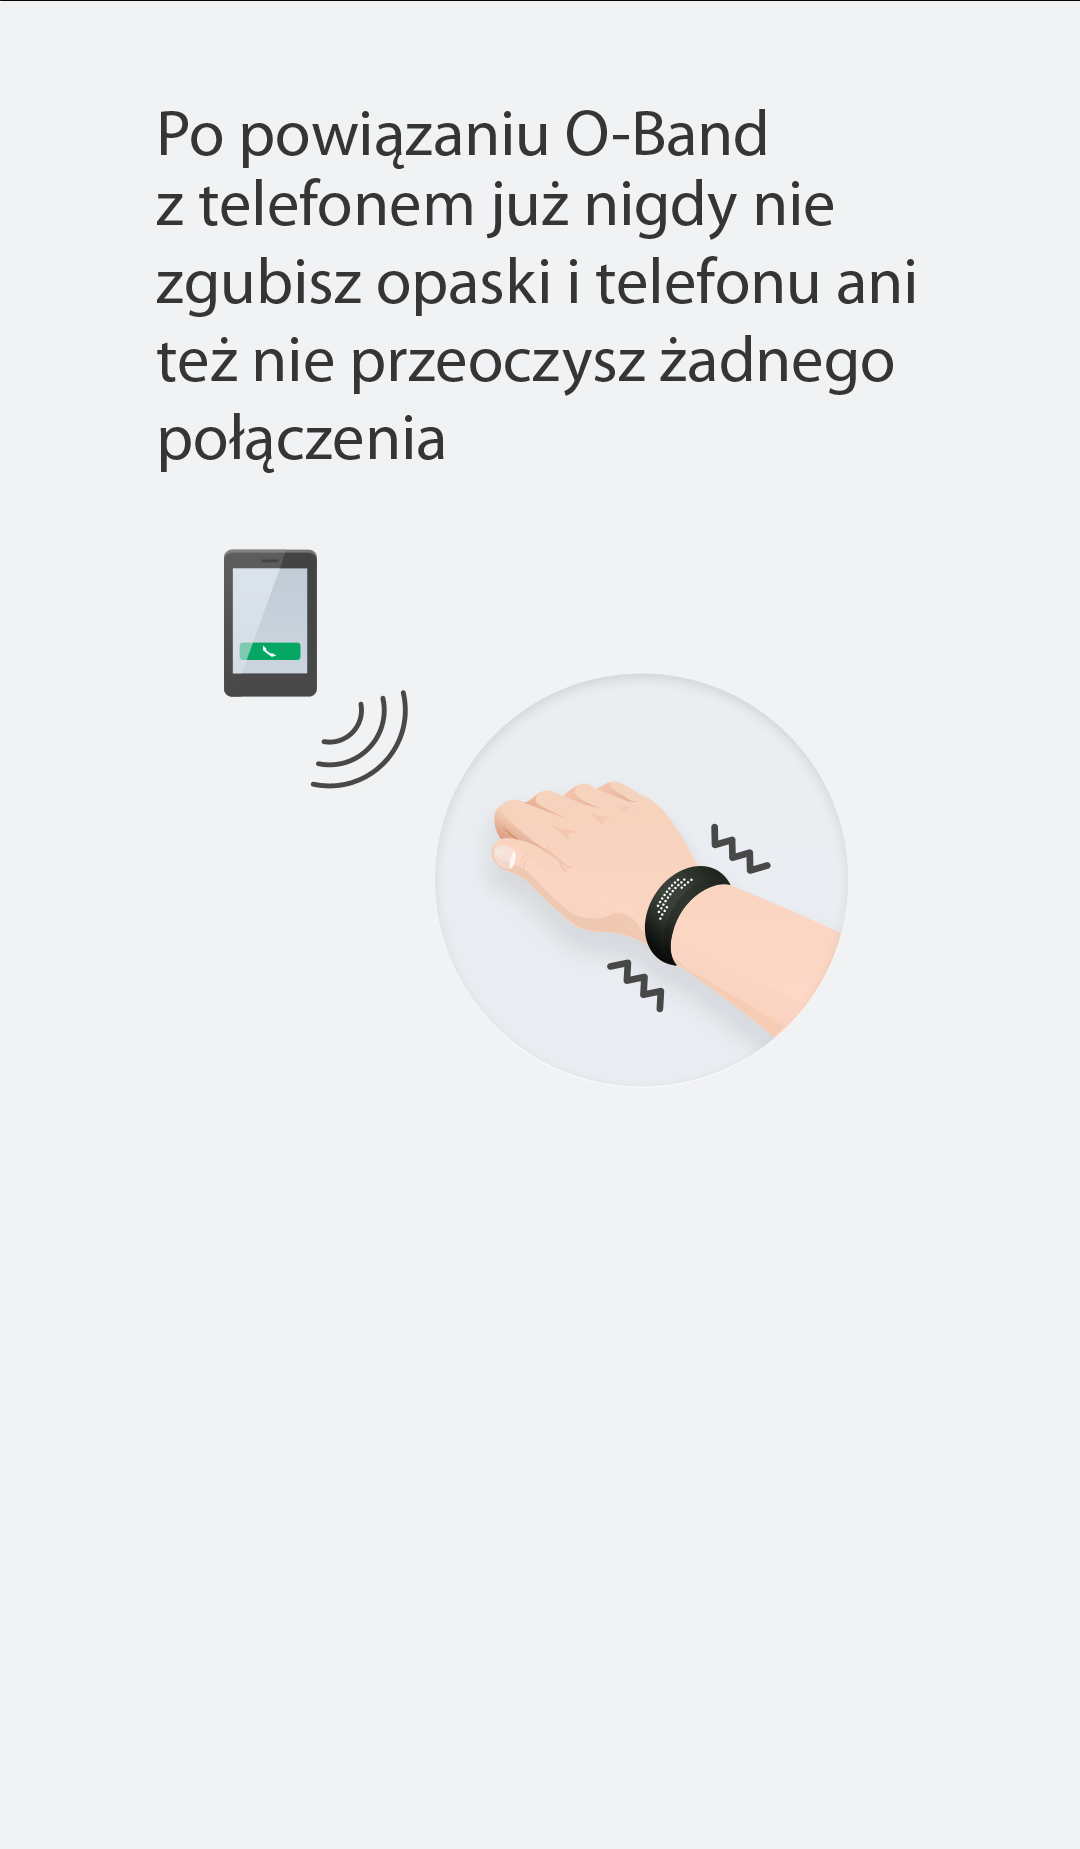 Po powiązaniu O-Band
z telefonem już nigdy nie
zgubisz opaski i telefonu ani
też nie przeoczysz żadnego
połączenia